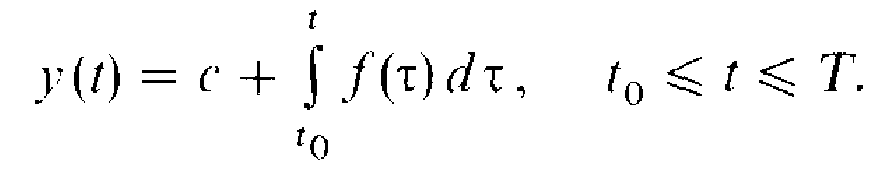 y(t) = c + ∫_{t_0}^{t} f(τ) dτ, t_0 ⩽ t ⩽ T.